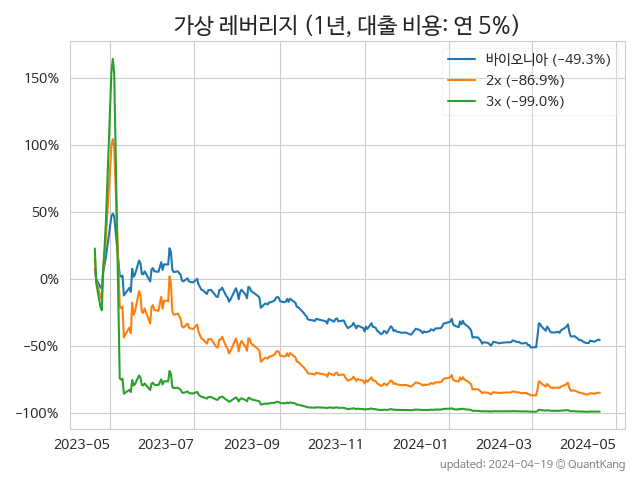 가상 레버리지 (1년, 대출 비용: 연 5%)
바이오니아 (-49.3%)
2x (-86.9%)
3x (-99.0%)
150%
100%
50%
0%
−50%
−100%
2023-05 2023-07 2023-09 2023-11 2024-01 2024-03 2024-05
updated: 2024-04-19 © QuantKang